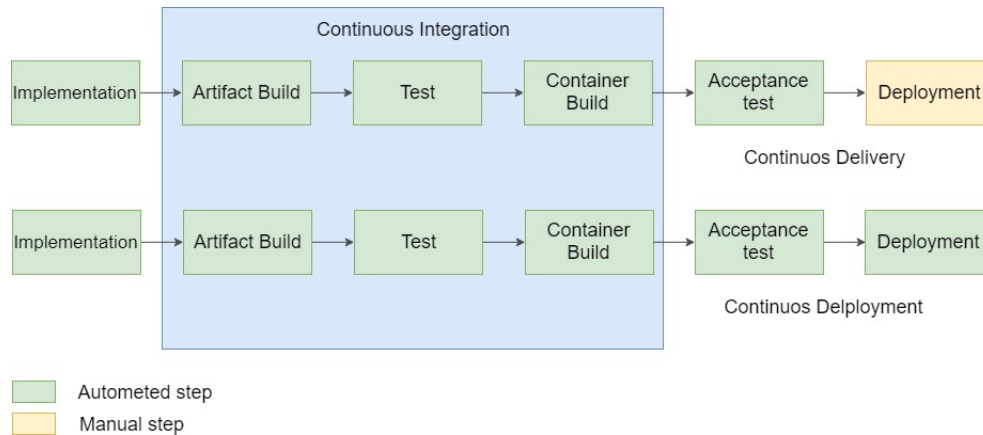 Continuous Integration
Implementation
Artifact Build
Test
Container
Build
Acceptance
test
Deployment
Continuos Delivery
Implementation
Artifact Build
Test
Container
Build
Acceptance
test
Deployment
Continuos Delployment
Autometed step
Manual step